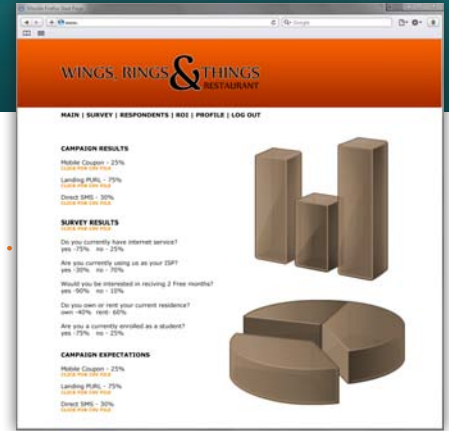 Mozilla Firefox Start Page
Google
WINGS, RINGS & THINGS
RESTAURANT
MAIN | SURVEY | RESPONDENTS | ROI | PROFILE | LOG OUT
CAMPAIGN RESULTS
Mobile Coupon - 25%
CLICK FOR CSV FILE
Landing PURL - 75%
CLICK FOR CSV FILE
Direct SMS - 30%
CLICK FOR CSV FILE
SURVEY RESULTS
CLICK FOR CSV FILE
Do you currently have internet service?
yes -75% no - 25%
Are you currently using us as your ISP?
yes -30% no - 70%
Would you be interested in reciving 2 Free months?
yes -90% no - 10%
Do you own or rent your current residence?
own -40% rent- 60%
Are you a currently enrolled as a student?
yes -75% no - 25%
CAMPAIGN EXPECTATIONS
Mobile Coupon - 25%
CLICK FOR CSV FILE
Landing PURL - 75%
CLICK FOR CSV FILE
Direct SMS - 30%
CLICK FOR CSV FILE